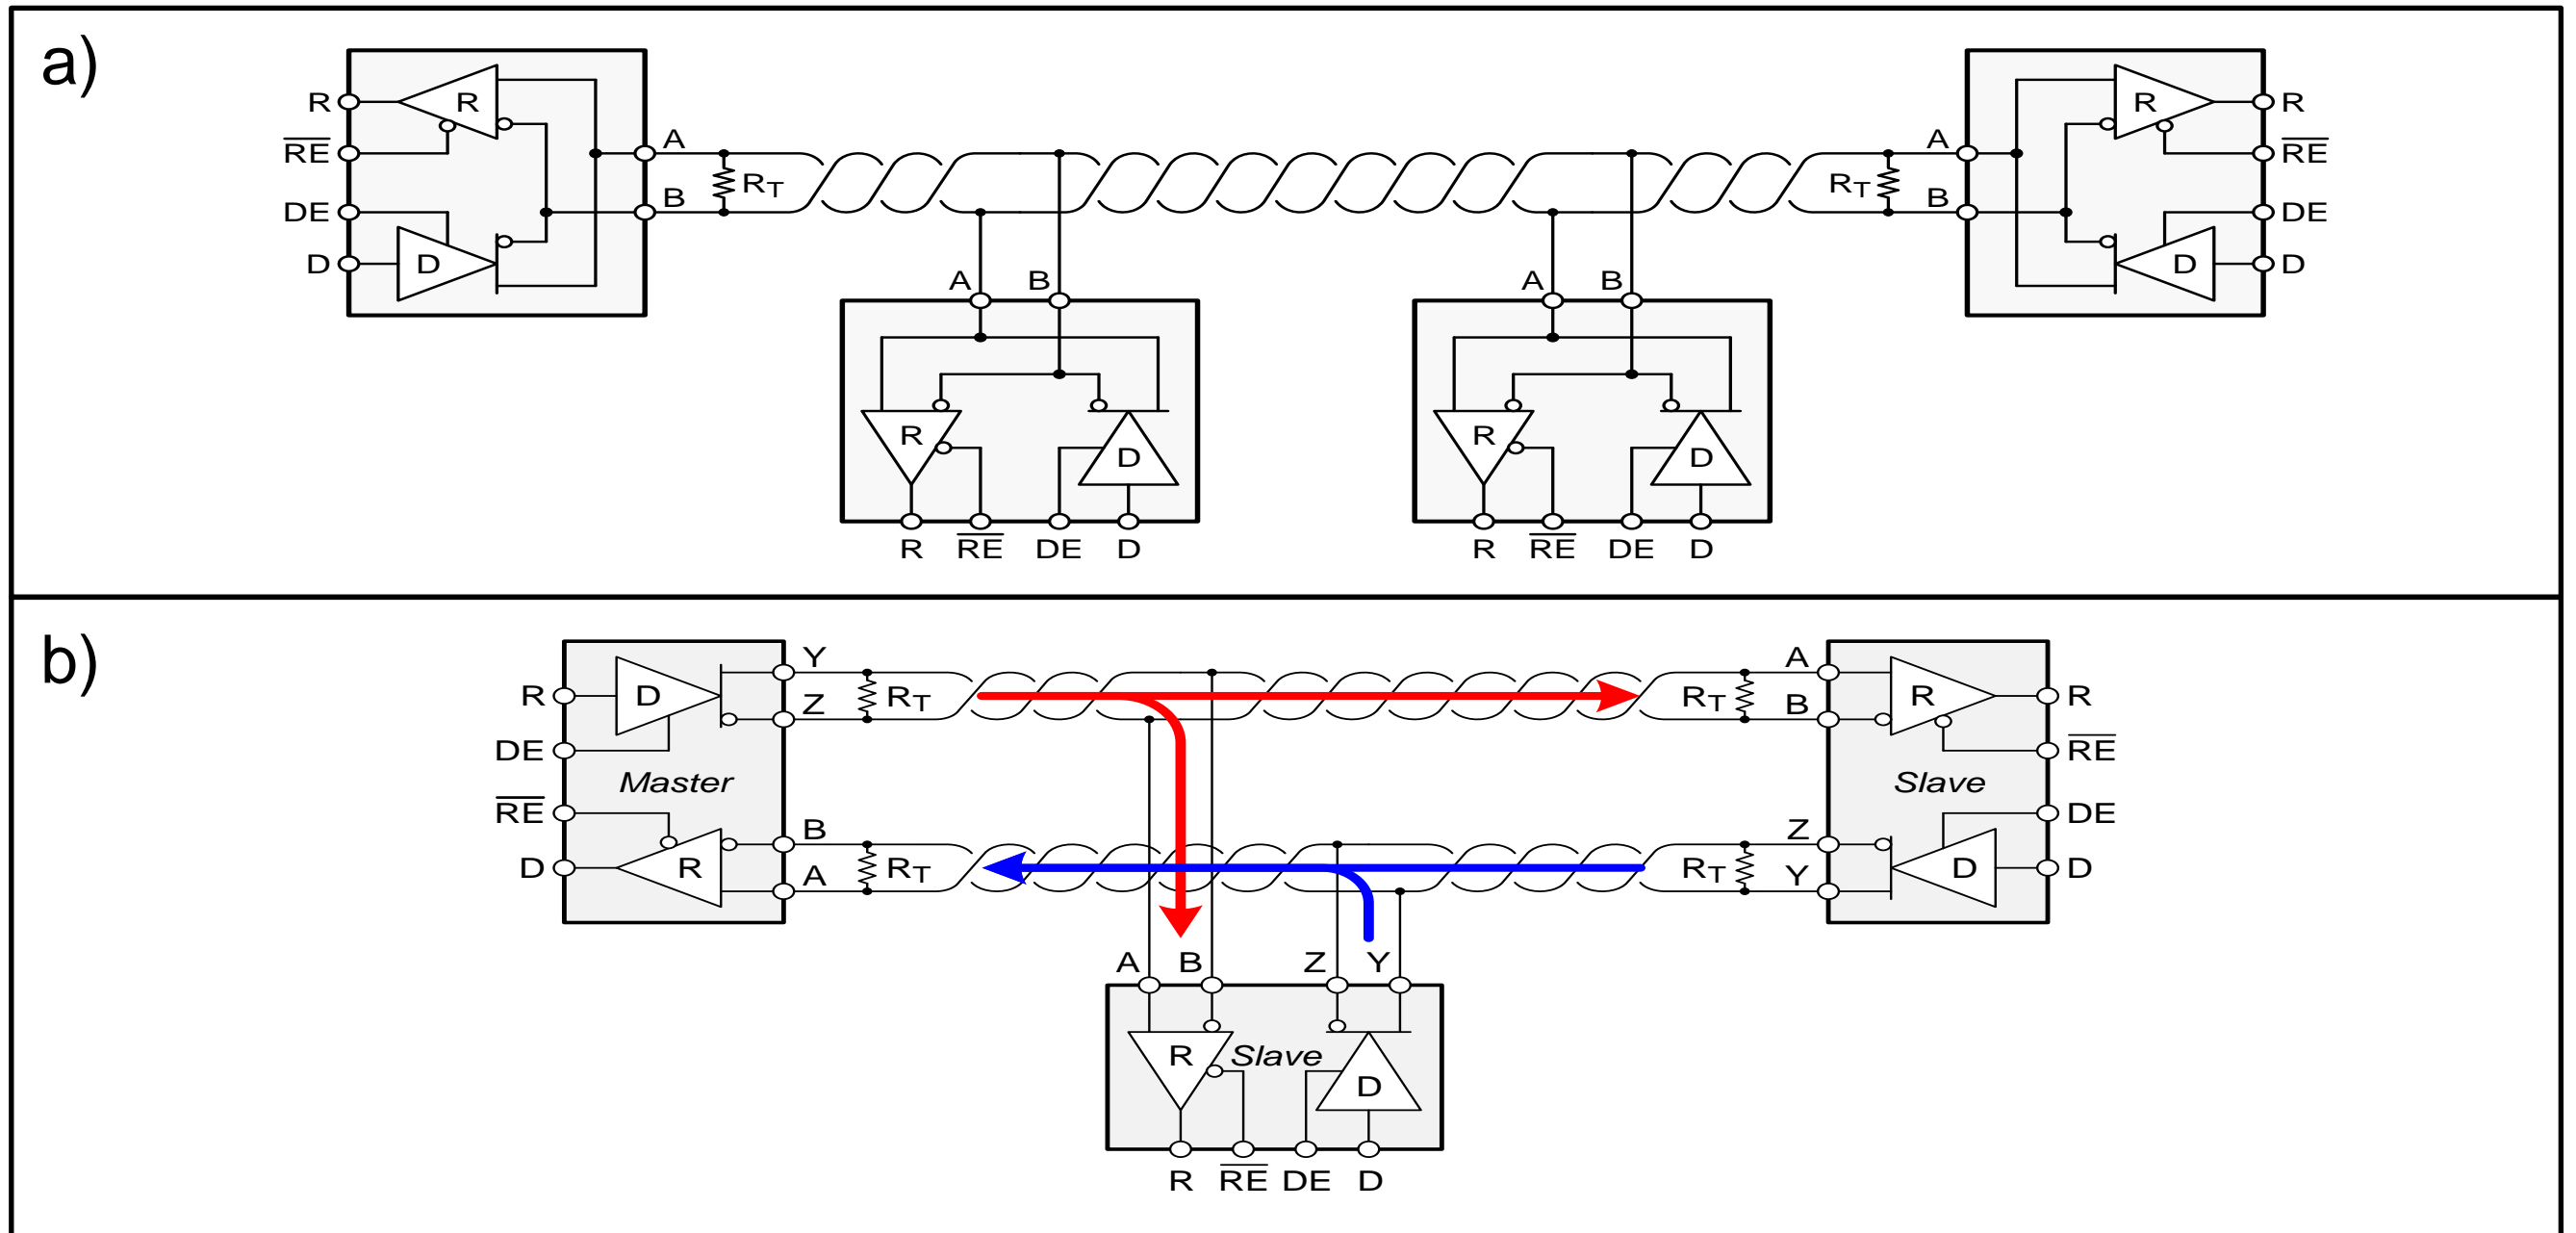 a)
R R A RT RT A R R
RE RE
DE B B DE
D D D D
A B A B
R D R D
R RE DE D R RE DE D
b)
R D Y RT RT A R R
DE Z B RE
Master Slave
RE B Z DE
D R A RT RT Y D D
A B Z Y
R Slave D
R RE DE D